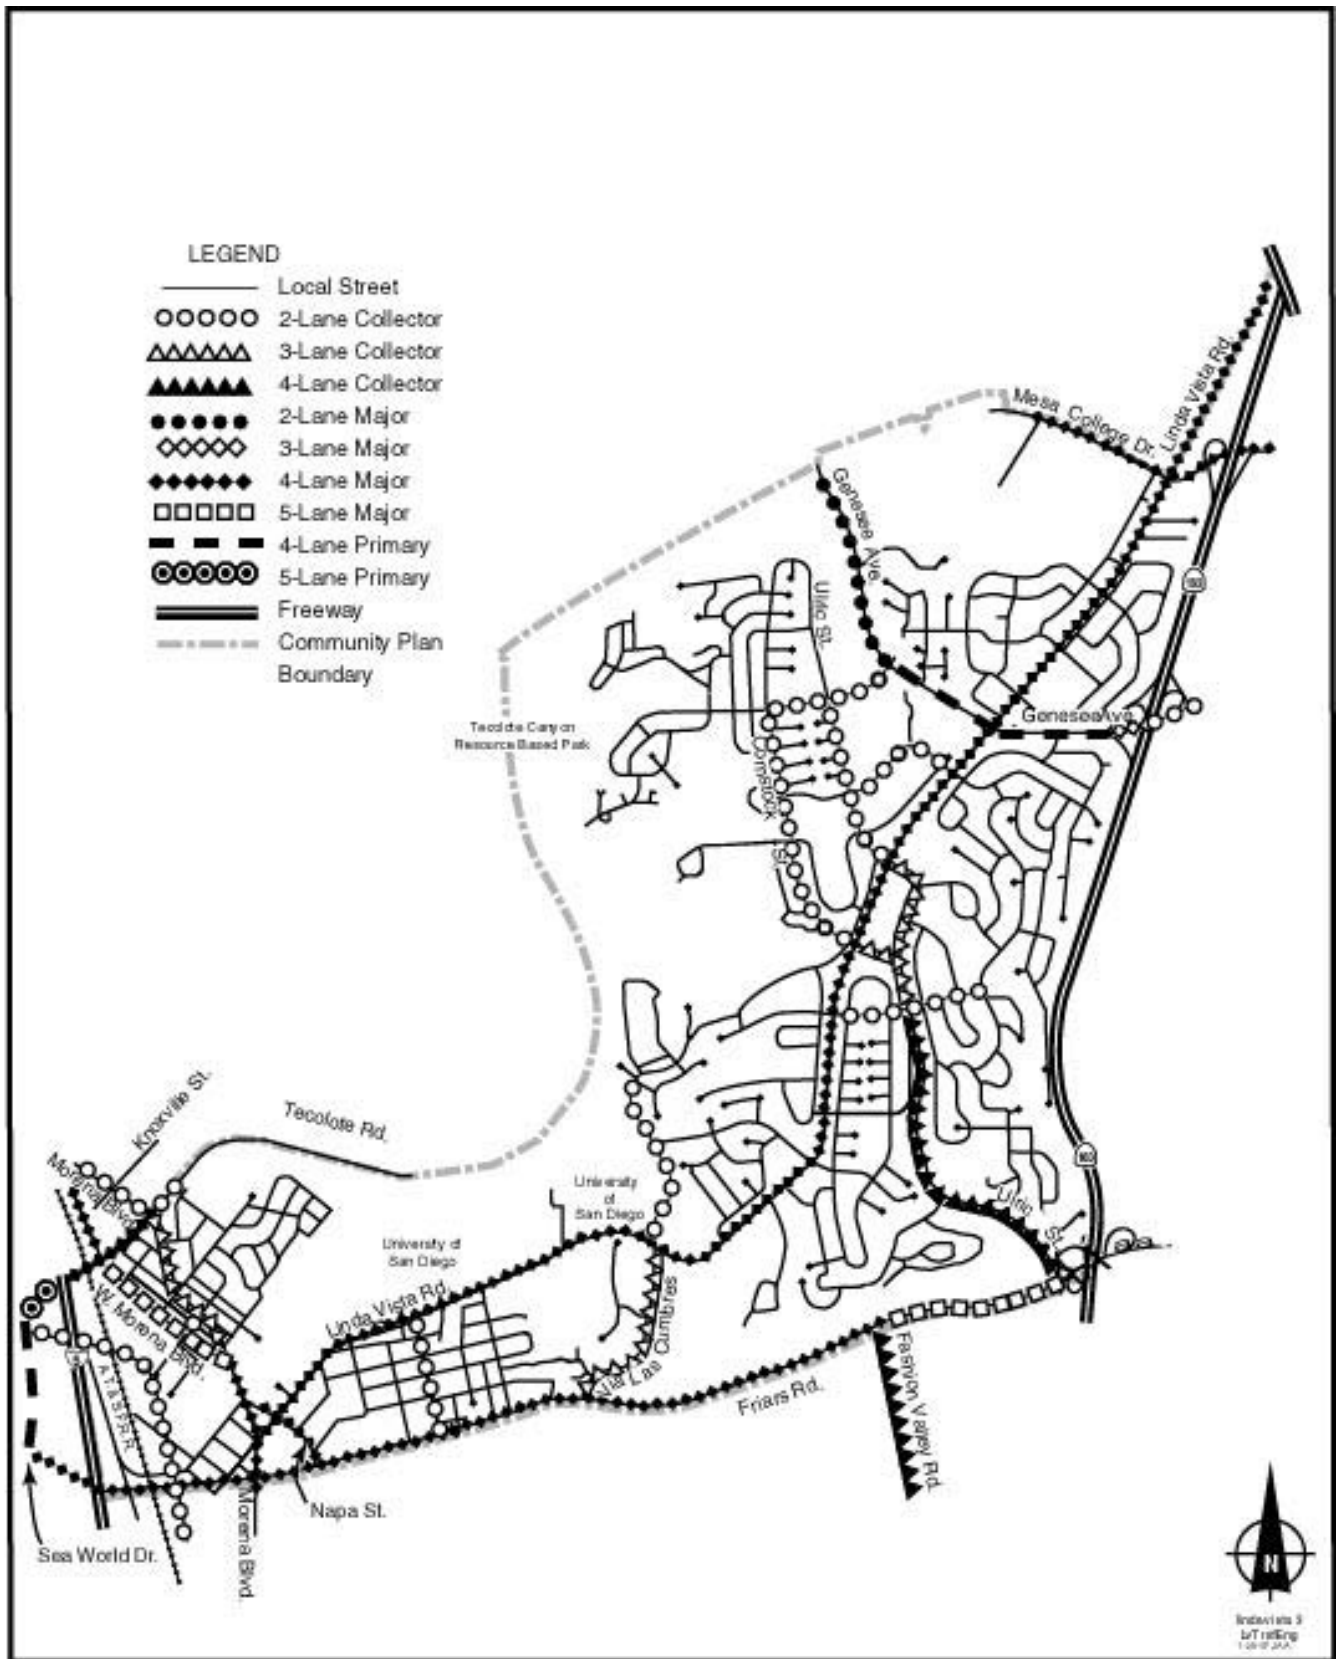 LEGEND
Local Street
2-Lane Collector
3-Lane Collector
4-Lane Collector
2-Lane Major
3-Lane Major
4-Lane Major
5-Lane Major
4-Lane Primary
5-Lane Primary
Freeway
Community Plan
Boundary
Linda Vista Rd.
Mesa College Dr.
Genesee Ave.
Ulric St.
Genesee Ave.
Tecolote Canyon
Resource Based Park
Comstock St.
Knoxville St.
Tecolote Rd.
Morena Blvd.
University
of
San Diego
University of
San Diego
Ulric St.
Linda Vista Rd.
W. Morena Blvd.
Via Las Cumbres
A.T.&S.F.R.R.
Friars Rd.
Fashion Valley Rd.
Napa St.
Morena Blvd.
Sea World Dr.
N